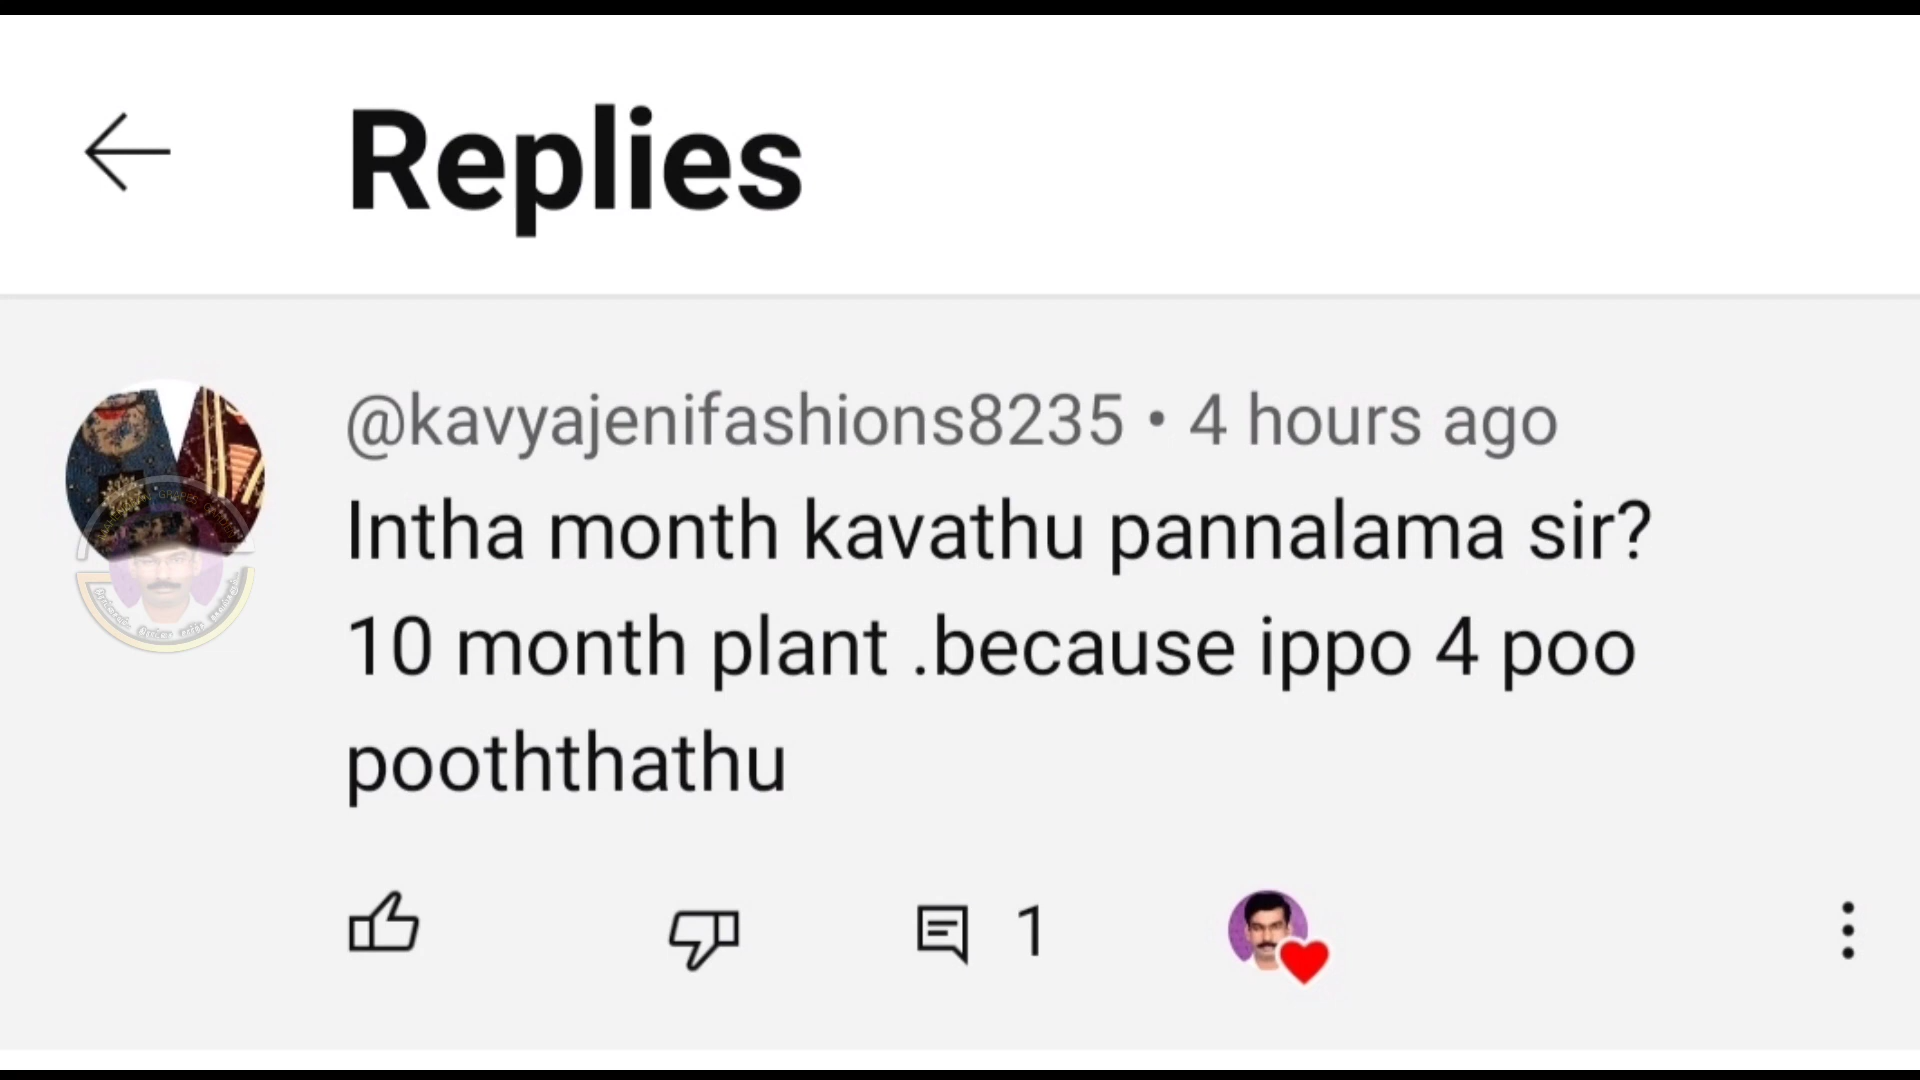 Replies
@kavyajenifashions8235 • 4 hours ago
Intha month kavathu pannalama sir?
10 month plant .because ippo 4 poo
pooththathu
1